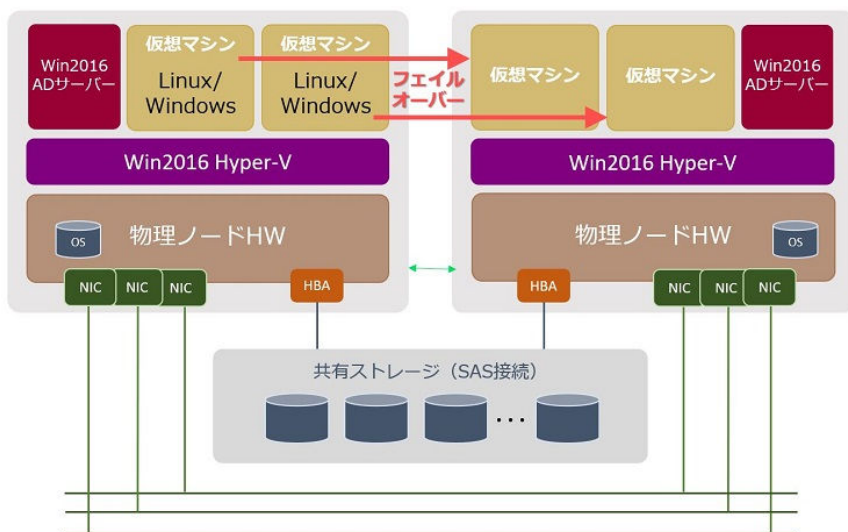 Win2016
ADサーバー
仮想マシン
Linux/
Windows
仮想マシン
Linux/
Windows
フェイル
オーバー
仮想マシン
仮想マシン
Win2016
ADサーバー
Win2016 Hyper-V
Win2016 Hyper-V
OS
物理ノードHW
物理ノードHW
OS
NIC
NIC
NIC
HBA
HBA
NIC
NIC
NIC
共有ストレージ（SAS接続）
･･･